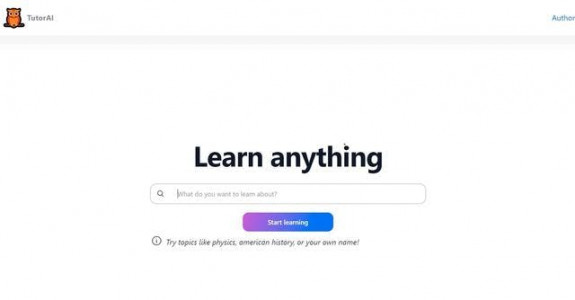 TutorAI
Author
Learn anything
What do you want to learn about?
Start learning
Try topics like physics, american history, or your own name!